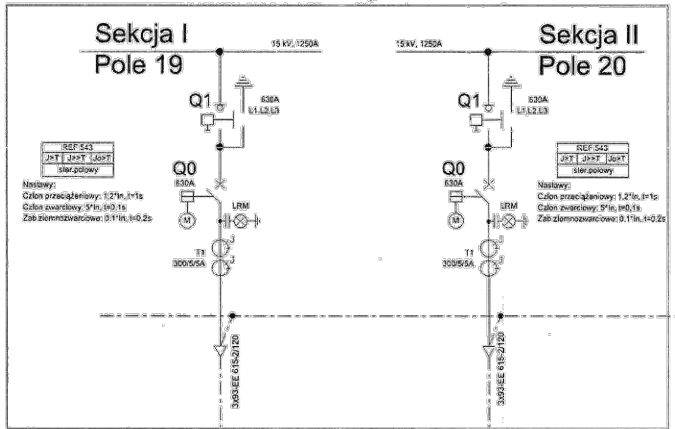 Sekcja I
Pole 19
15 kV, 1250A
Q1
630A
L1,L2,L3
REF 543
J>T J>>T Jo>T
ster.polowy
Nastawy:
Człon przeciążeniowy: 1,2*In, t=1s
Człon zwarciowy: 5*In, t=0,1s
Zab.ziemnozwarciowe: 0.1*In, t=0.2s
Q0
630A
M
LRM
T1
300/5/5A
Sekcja II
Pole 20
15 kV, 1250A
Q1
630A
L1,L2,L3
REF 543
J>T J>>T Jo>T
ster.polowy
Nastawy:
Człon przeciążeniowy: 1,2*In, t=1s
Człon zwarciowy: 5*In, t=0,1s
Zab.ziemnozwarciowe: 0.1*In, t=0.2s
Q0
630A
M
LRM
T1
300/5/5A